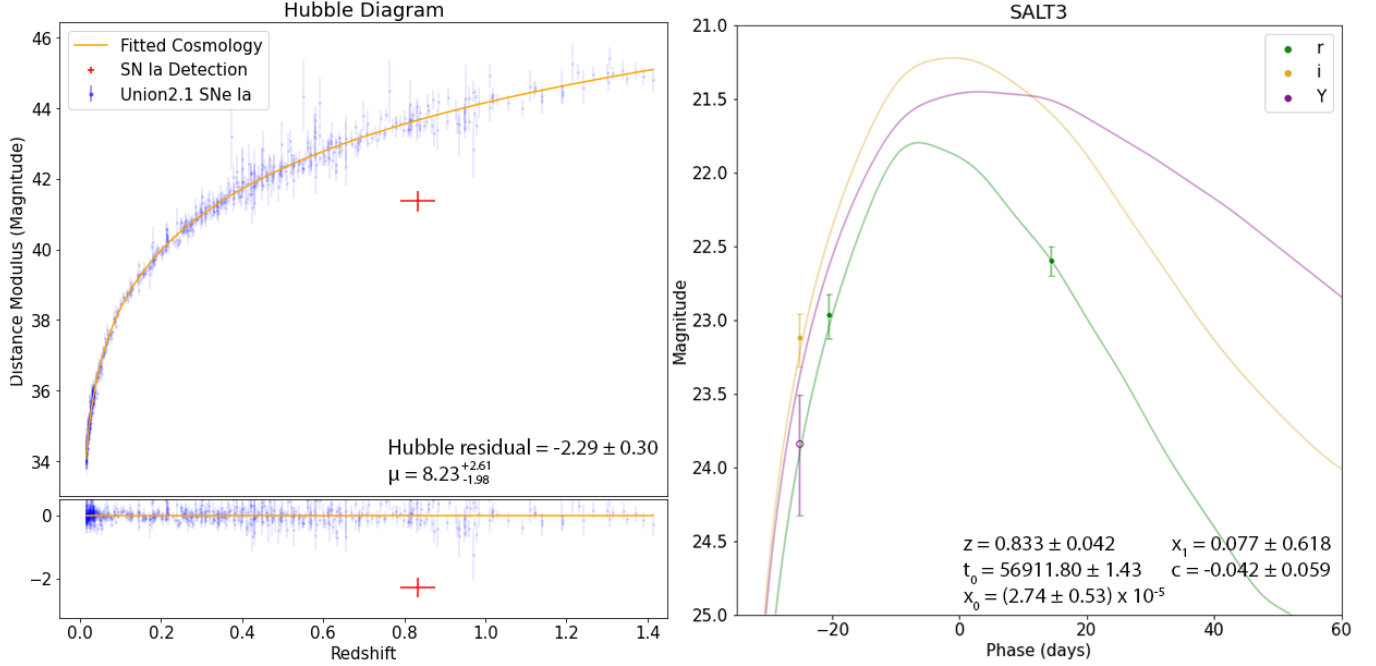 Hubble Diagram
Fitted Cosmology
SN Ia Detection
Union2.1 SNe Ia
46
44
42
40
38
36
34
Distance Modulus (Magnitude)
Hubble residual = -2.29 ± 0.30
μ = 8.23 +2.61 -1.98
0
−2
0.0 0.2 0.4 0.6 0.8 1.0 1.2 1.4
Redshift
SALT3
r
i
Y
21.0
21.5
22.0
22.5
23.0
23.5
24.0
24.5
25.0
Magnitude
z = 0.833 ± 0.042 x₁ = 0.077 ± 0.618
t₀ = 56911.80 ± 1.43 c = -0.042 ± 0.059
x₀ = (2.74 ± 0.53) x 10⁻⁵
−20 0 20 40 60
Phase (days)